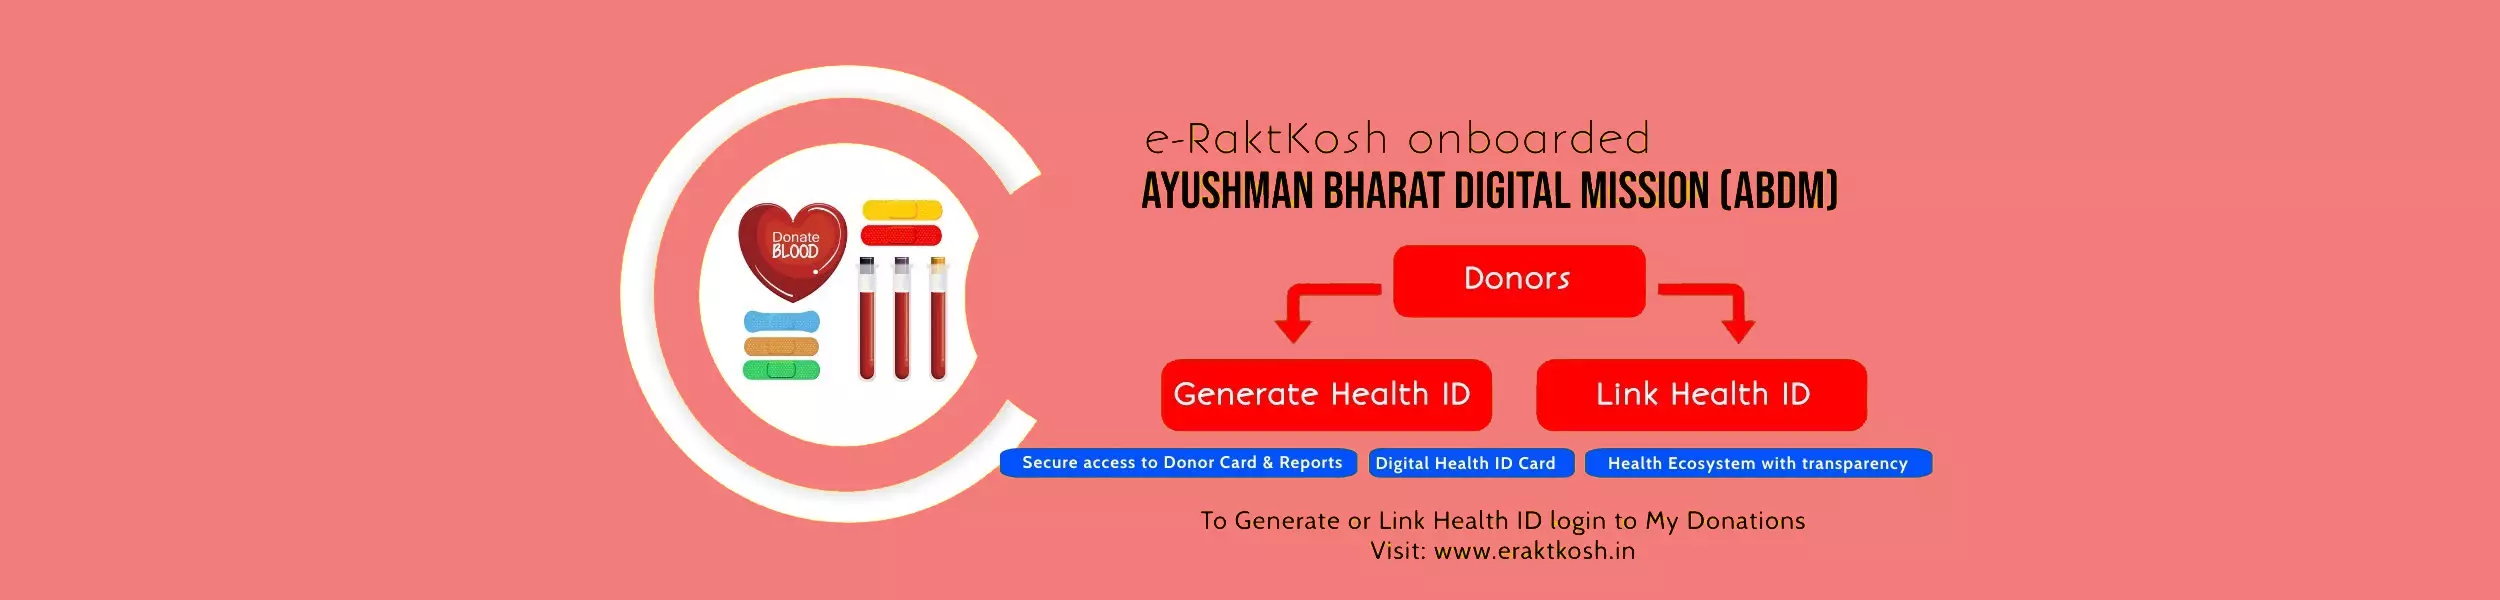 Donate
BLOOD
e-RaktKosh onboarded
AYUSHMAN BHARAT DIGITAL MISSION (ABDM)
Donors
Generate Health ID
Link Health ID
Secure access to Donor Card & Reports
Digital Health ID Card
Health Ecosystem with transparency
To Generate or Link Health ID login to My Donations
Visit: www.eraktkosh.in